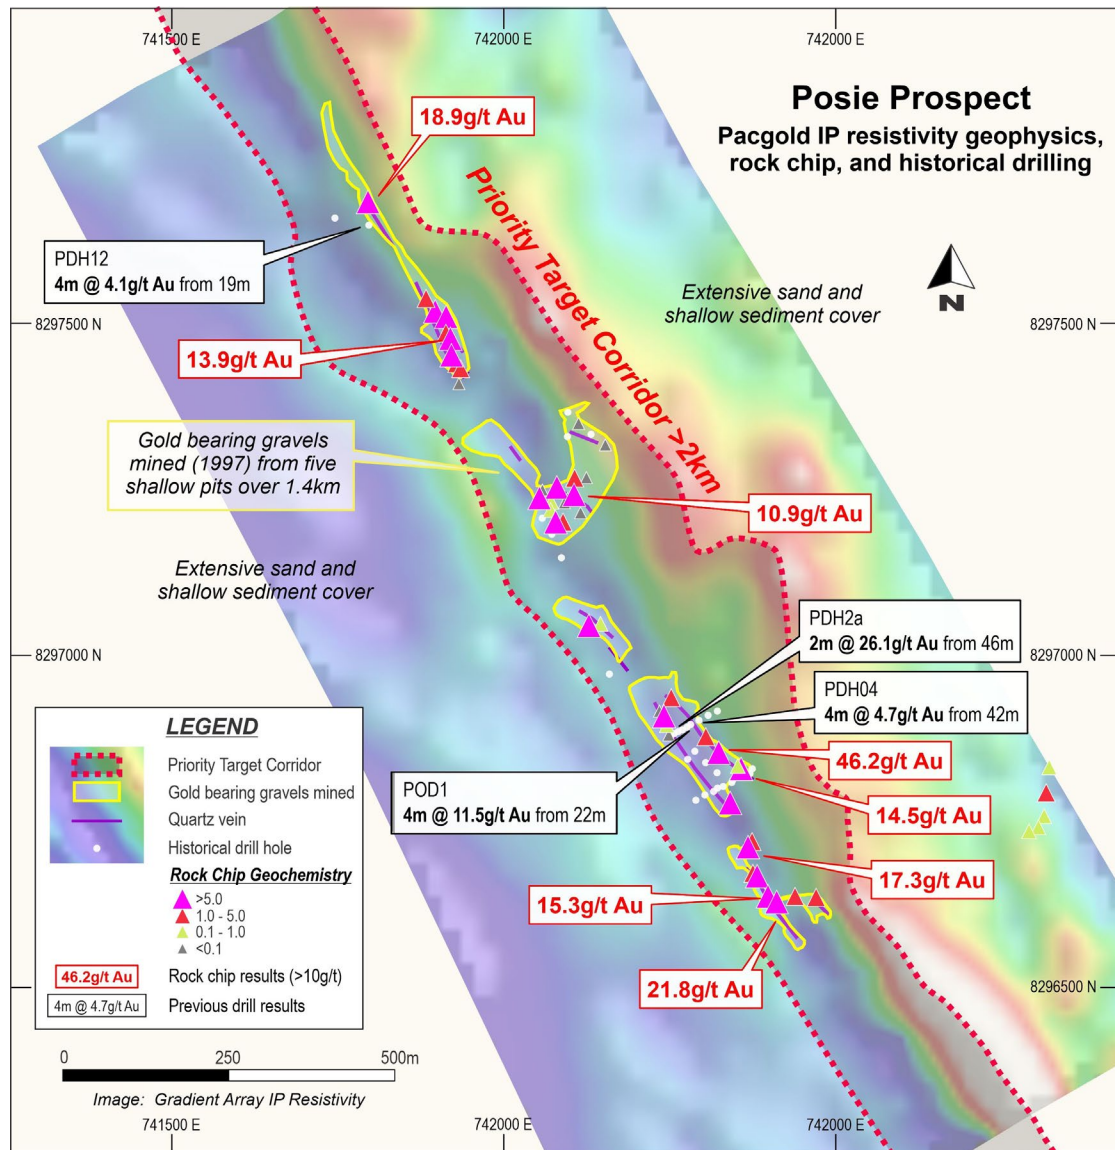 741500 E
742000 E
742000 E
Posie Prospect
Pacgold IP resistivity geophysics,
rock chip, and historical drilling
18.9g/t Au
Priority Target Corridor >2km
PDH12
4m @ 4.1g/t Au from 19m
N
Extensive sand and
shallow sediment cover
8297500 N
8297500 N
13.9g/t Au
Gold bearing gravels
mined (1997) from five
shallow pits over 1.4km
10.9g/t Au
Extensive sand and
shallow sediment cover
PDH2a
2m @ 26.1g/t Au from 46m
8297000 N
8297000 N
PDH04
4m @ 4.7g/t Au from 42m
46.2g/t Au
POD1
4m @ 11.5g/t Au from 22m
14.5g/t Au
17.3g/t Au
15.3g/t Au
21.8g/t Au
8296500 N
LEGEND
Priority Target Corridor
Gold bearing gravels mined
Quartz vein
Historical drill hole
Rock Chip Geochemistry
>5.0
1.0 - 5.0
0.1 - 1.0
<0.1
46.2g/t Au
Rock chip results (>10g/t)
4m @ 4.7g/t Au
Previous drill results
0
250
500m
Image: Gradient Array IP Resistivity
741500 E
742000 E
742000 E